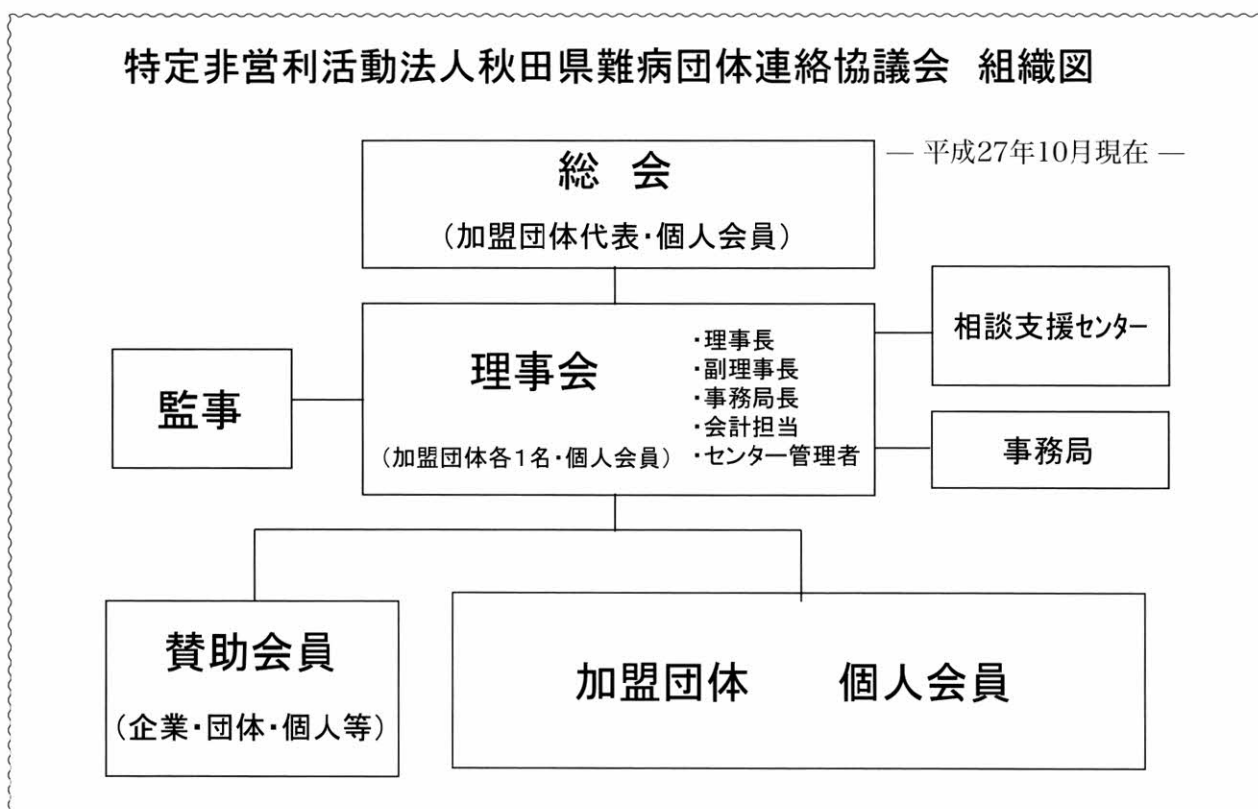 特定非営利活動法人秋田県難病団体連絡協議会 組織図
― 平成27年10月現在 ―
総 会
(加盟団体代表・個人会員)
理事会
(加盟団体各1名・個人会員)
・理事長
・副理事長
・事務局長
・会計担当
・センター管理者
相談支援センター
監事
事務局
賛助会員
(企業・団体・個人等)
加盟団体 個人会員